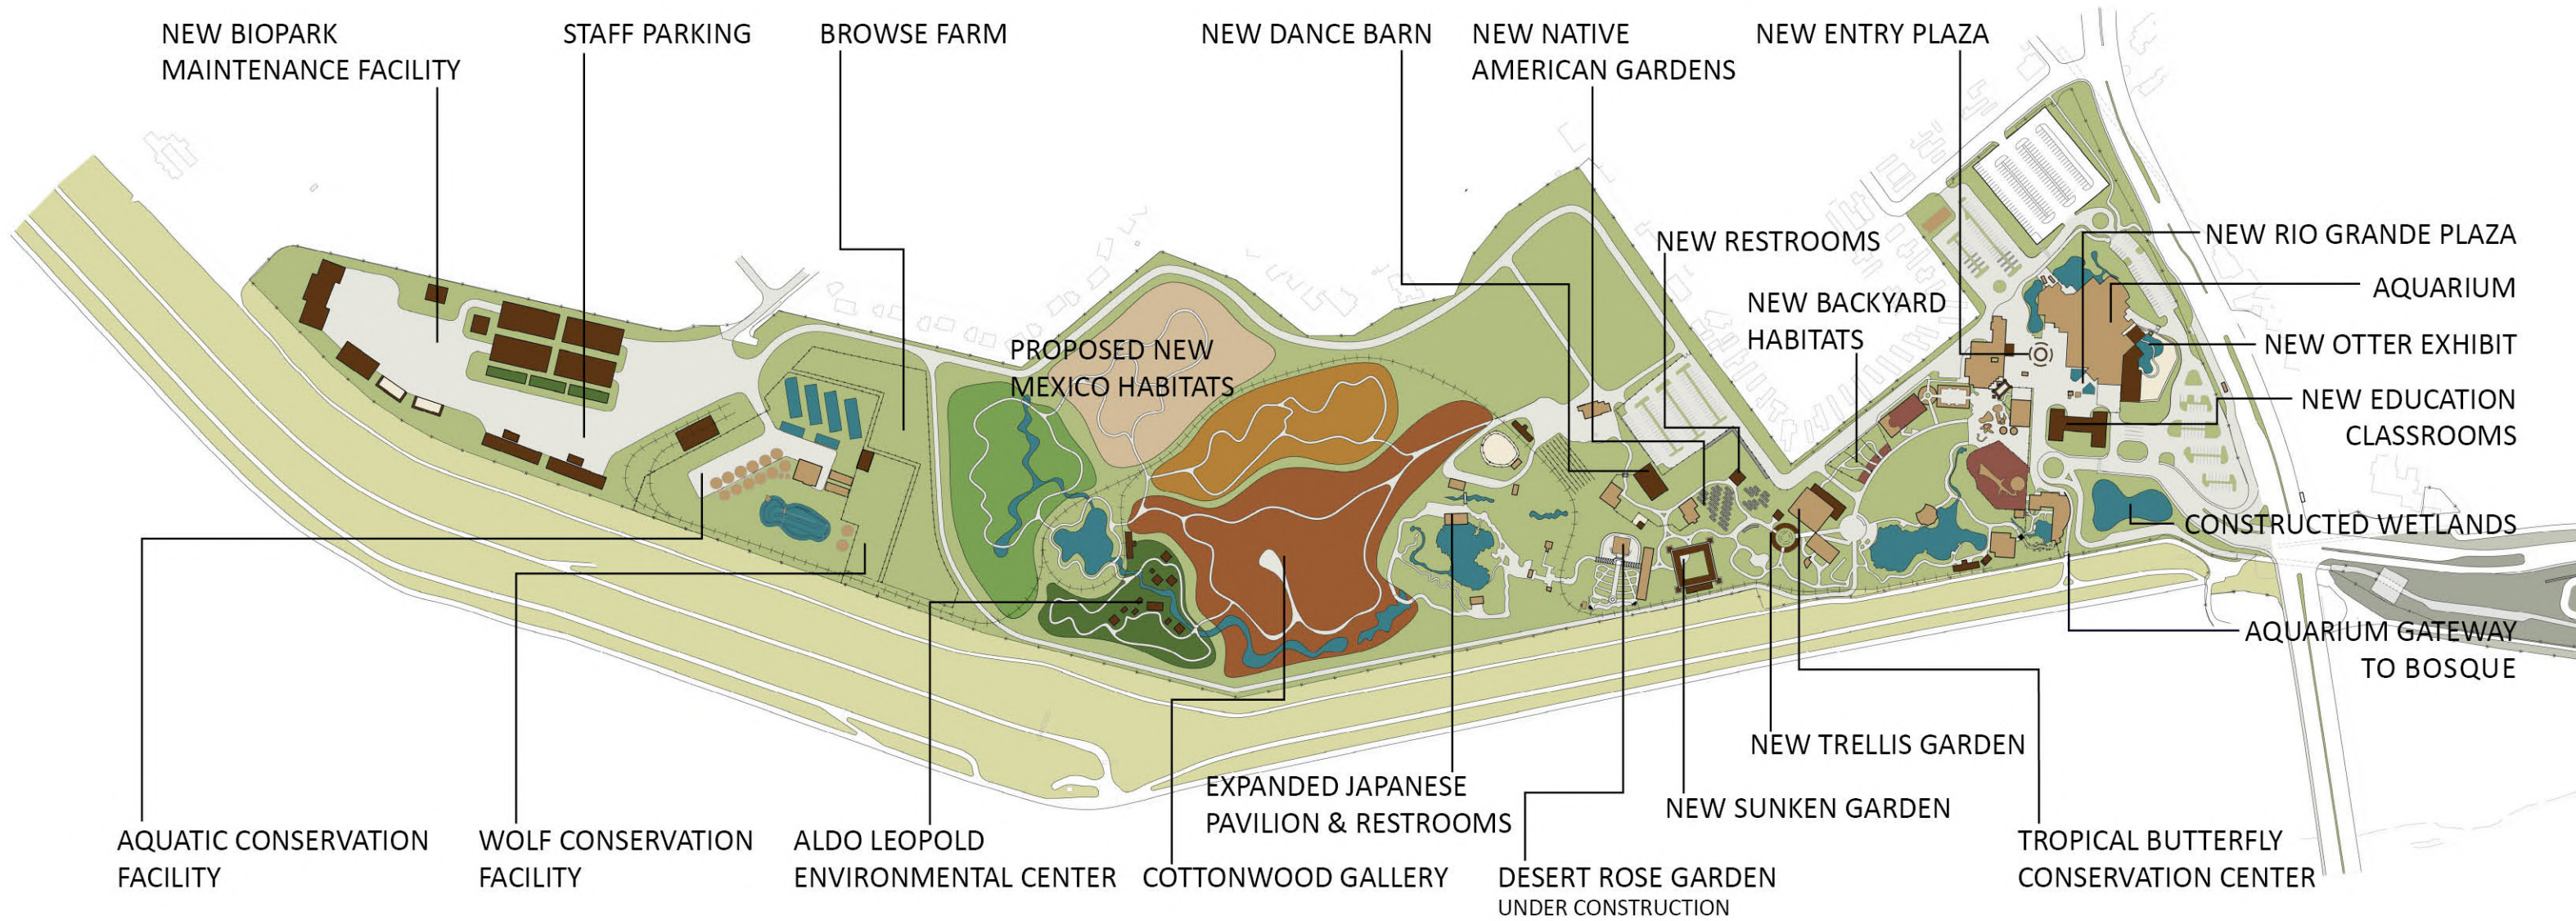 NEW BIOPARK
MAINTENANCE FACILITY
STAFF PARKING
BROWSE FARM
NEW DANCE BARN
NEW NATIVE
AMERICAN GARDENS
NEW ENTRY PLAZA
NEW RESTROOMS
NEW BACKYARD
HABITATS
NEW RIO GRANDE PLAZA
AQUARIUM
NEW OTTER EXHIBIT
NEW EDUCATION
CLASSROOMS
PROPOSED NEW
MEXICO HABITATS
CONSTRUCTED WETLANDS
AQUARIUM GATEWAY
TO BOSQUE
NEW TRELLIS GARDEN
EXPANDED JAPANESE
PAVILION & RESTROOMS
NEW SUNKEN GARDEN
AQUATIC CONSERVATION
FACILITY
WOLF CONSERVATION
FACILITY
ALDO LEOPOLD
ENVIRONMENTAL CENTER
COTTONWOOD GALLERY
DESERT ROSE GARDEN
UNDER CONSTRUCTION
TROPICAL BUTTERFLY
CONSERVATION CENTER